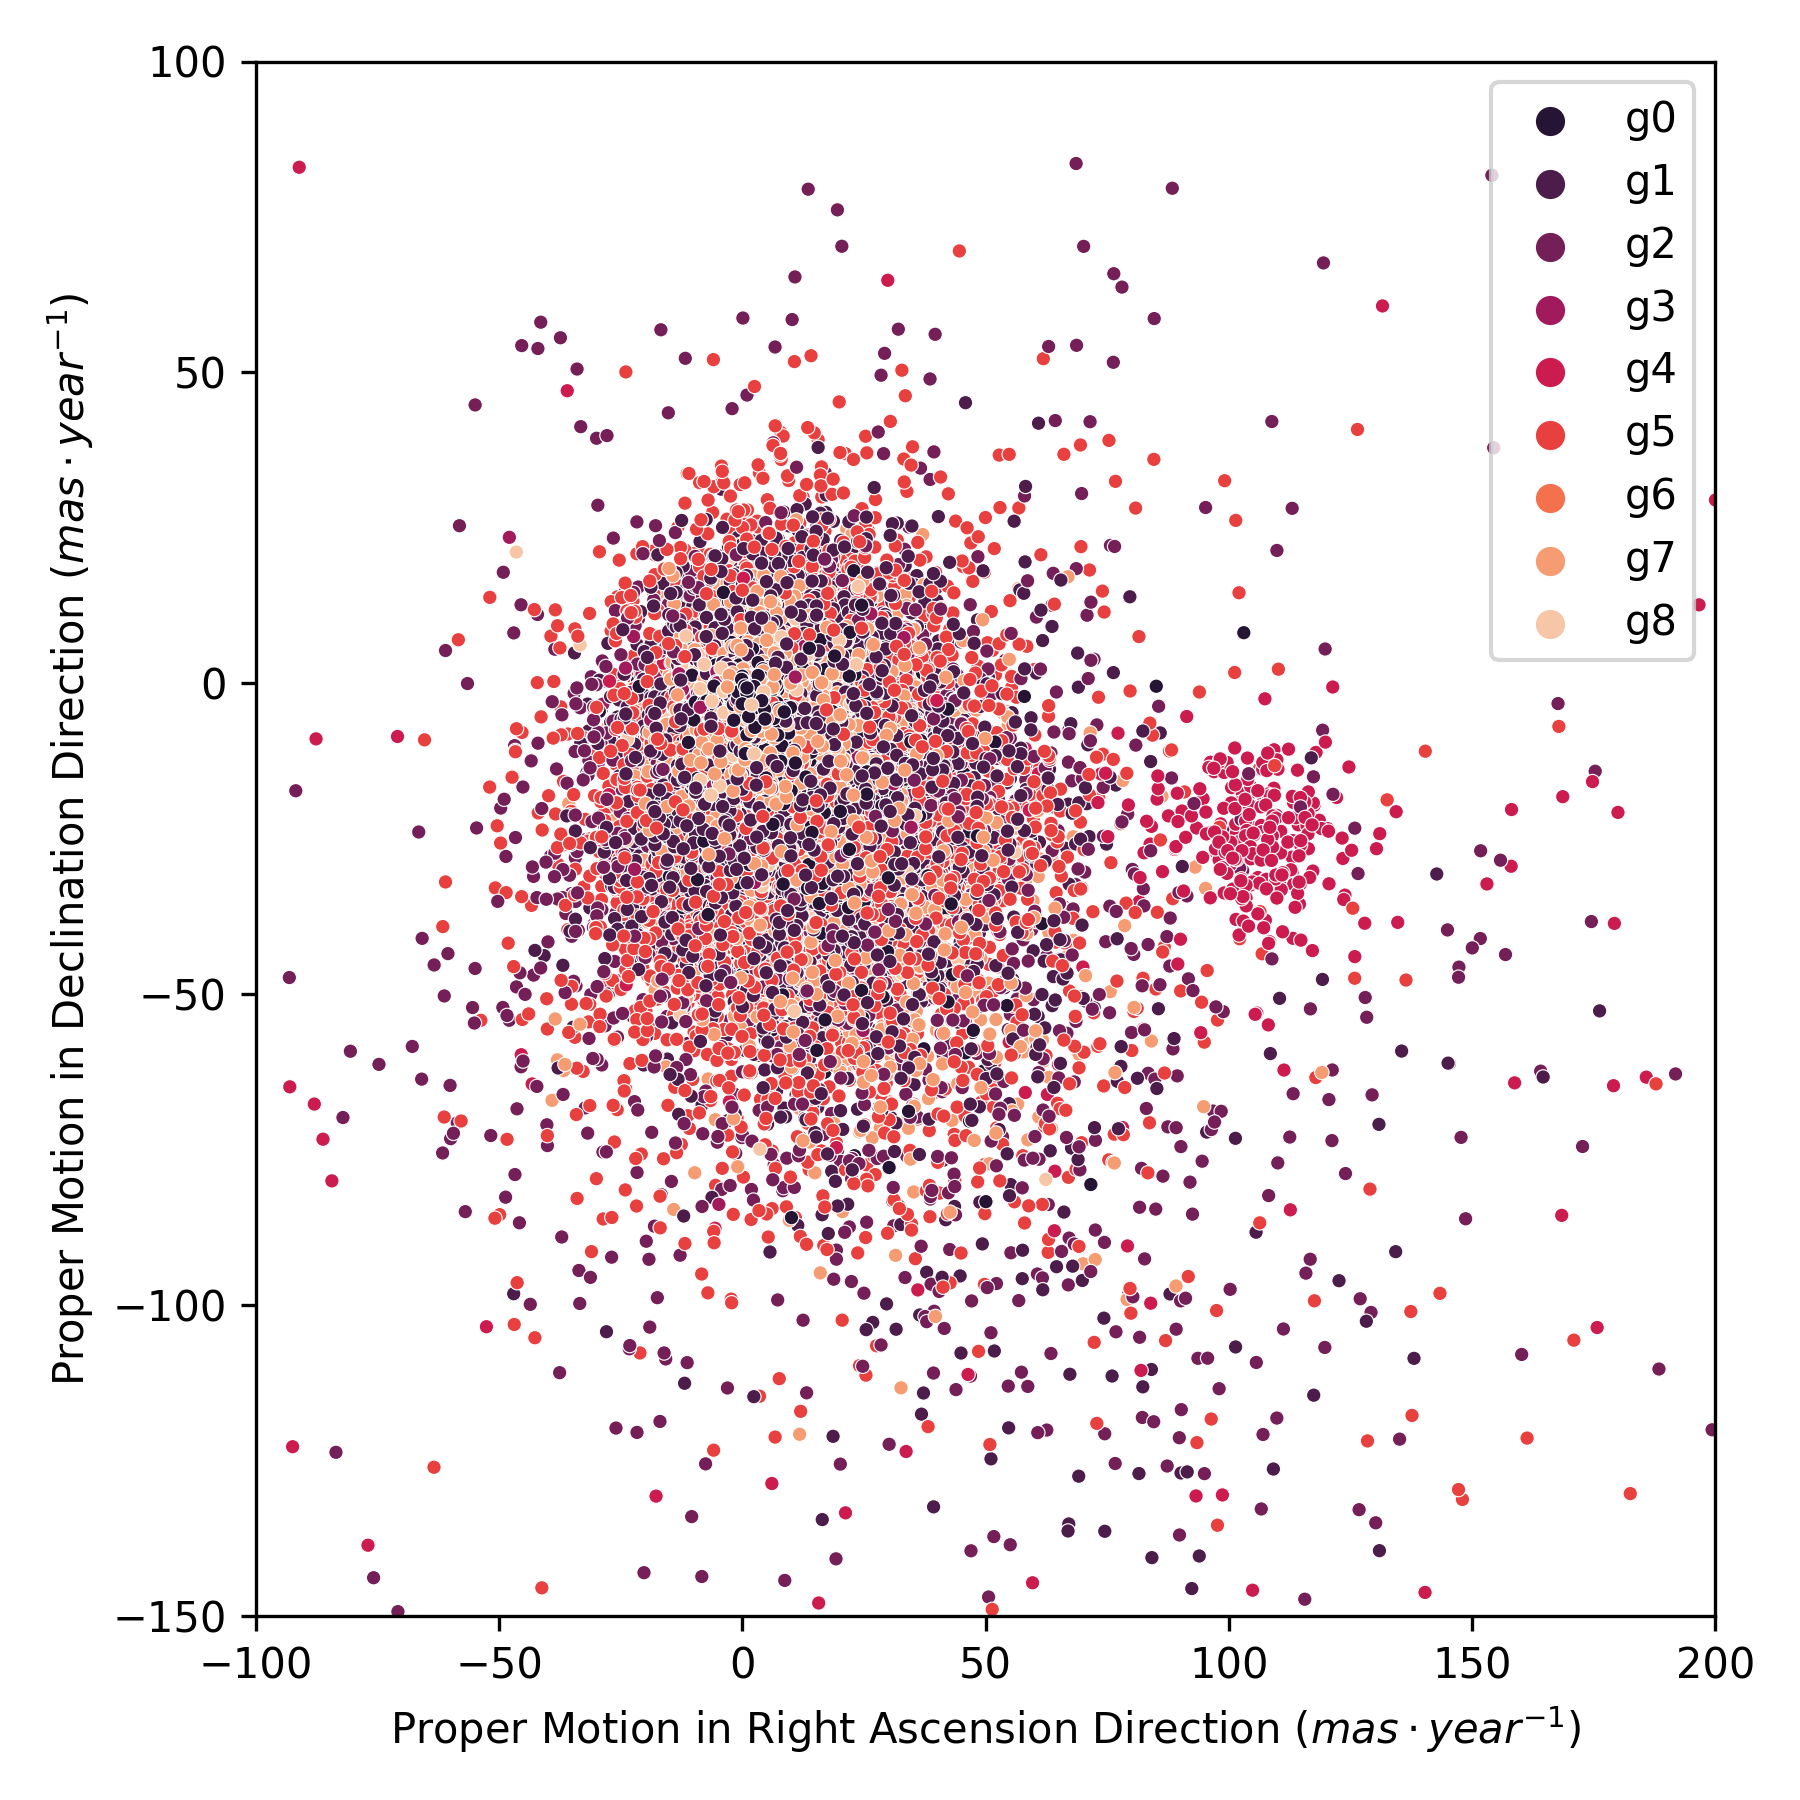 100
50
0
−50
−100
−150
−100
−50
0
50
100
150
200
Proper Motion in Declination Direction (mas · year⁻¹)
Proper Motion in Right Ascension Direction (mas · year⁻¹)
g0
g1
g2
g3
g4
g5
g6
g7
g8